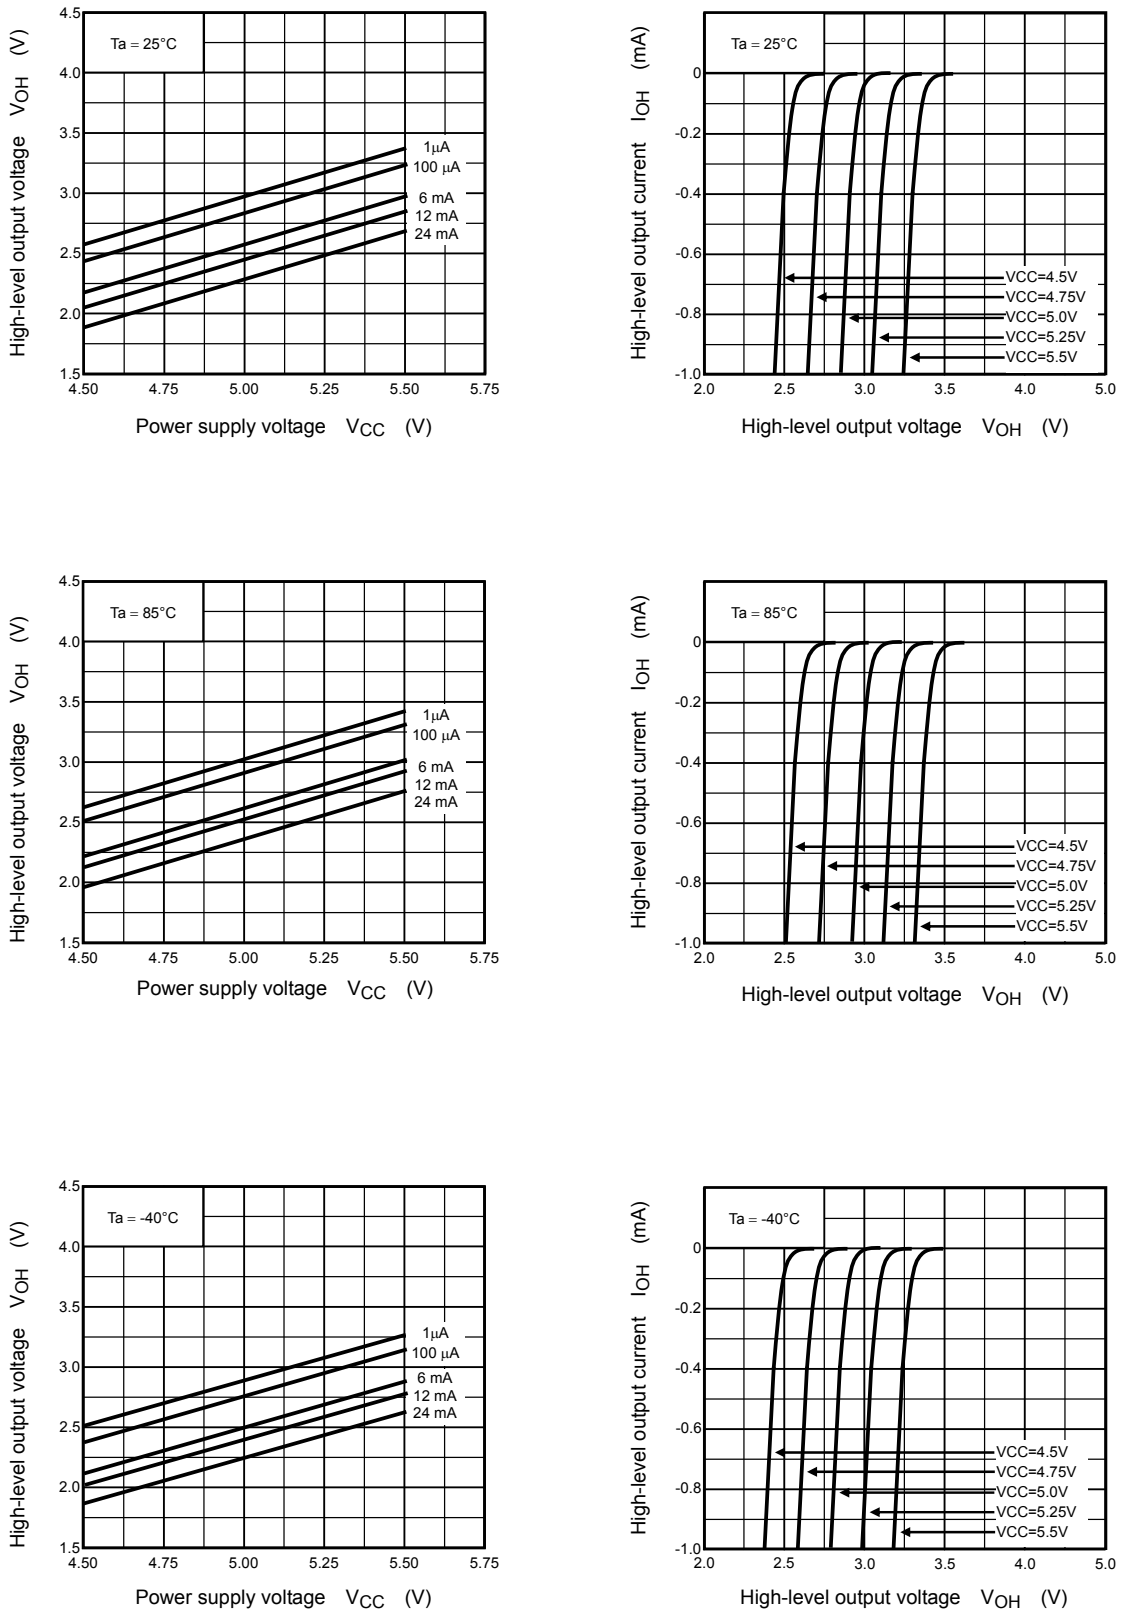 4.5
4.0
3.5
3.0
2.5
2.0
1.5
4.50
4.75
5.00
5.25
5.50
5.75
Ta = 25°C
1μA
100 μA
6 mA
12 mA
24 mA
High-level output voltage VOH (V)
Power supply voltage VCC (V)
0
-0.2
-0.4
-0.6
-0.8
-1.0
2.0
2.5
3.0
3.5
4.0
5.0
Ta = 25°C
VCC=4.5V
VCC=4.75V
VCC=5.0V
VCC=5.25V
VCC=5.5V
High-level output current IOH (mA)
High-level output voltage VOH (V)
4.5
4.0
3.5
3.0
2.5
2.0
1.5
4.50
4.75
5.00
5.25
5.50
5.75
Ta = 85°C
1μA
100 μA
6 mA
12 mA
24 mA
High-level output voltage VOH (V)
Power supply voltage VCC (V)
0
-0.2
-0.4
-0.6
-0.8
-1.0
2.0
2.5
3.0
3.5
4.0
5.0
Ta = 85°C
VCC=4.5V
VCC=4.75V
VCC=5.0V
VCC=5.25V
VCC=5.5V
High-level output current IOH (mA)
High-level output voltage VOH (V)
4.5
4.0
3.5
3.0
2.5
2.0
1.5
4.50
4.75
5.00
5.25
5.50
5.75
Ta = -40°C
1μA
100 μA
6 mA
12 mA
24 mA
High-level output voltage VOH (V)
Power supply voltage VCC (V)
0
-0.2
-0.4
-0.6
-0.8
-1.0
2.0
2.5
3.0
3.5
4.0
5.0
Ta = -40°C
VCC=4.5V
VCC=4.75V
VCC=5.0V
VCC=5.25V
VCC=5.5V
High-level output current IOH (mA)
High-level output voltage VOH (V)